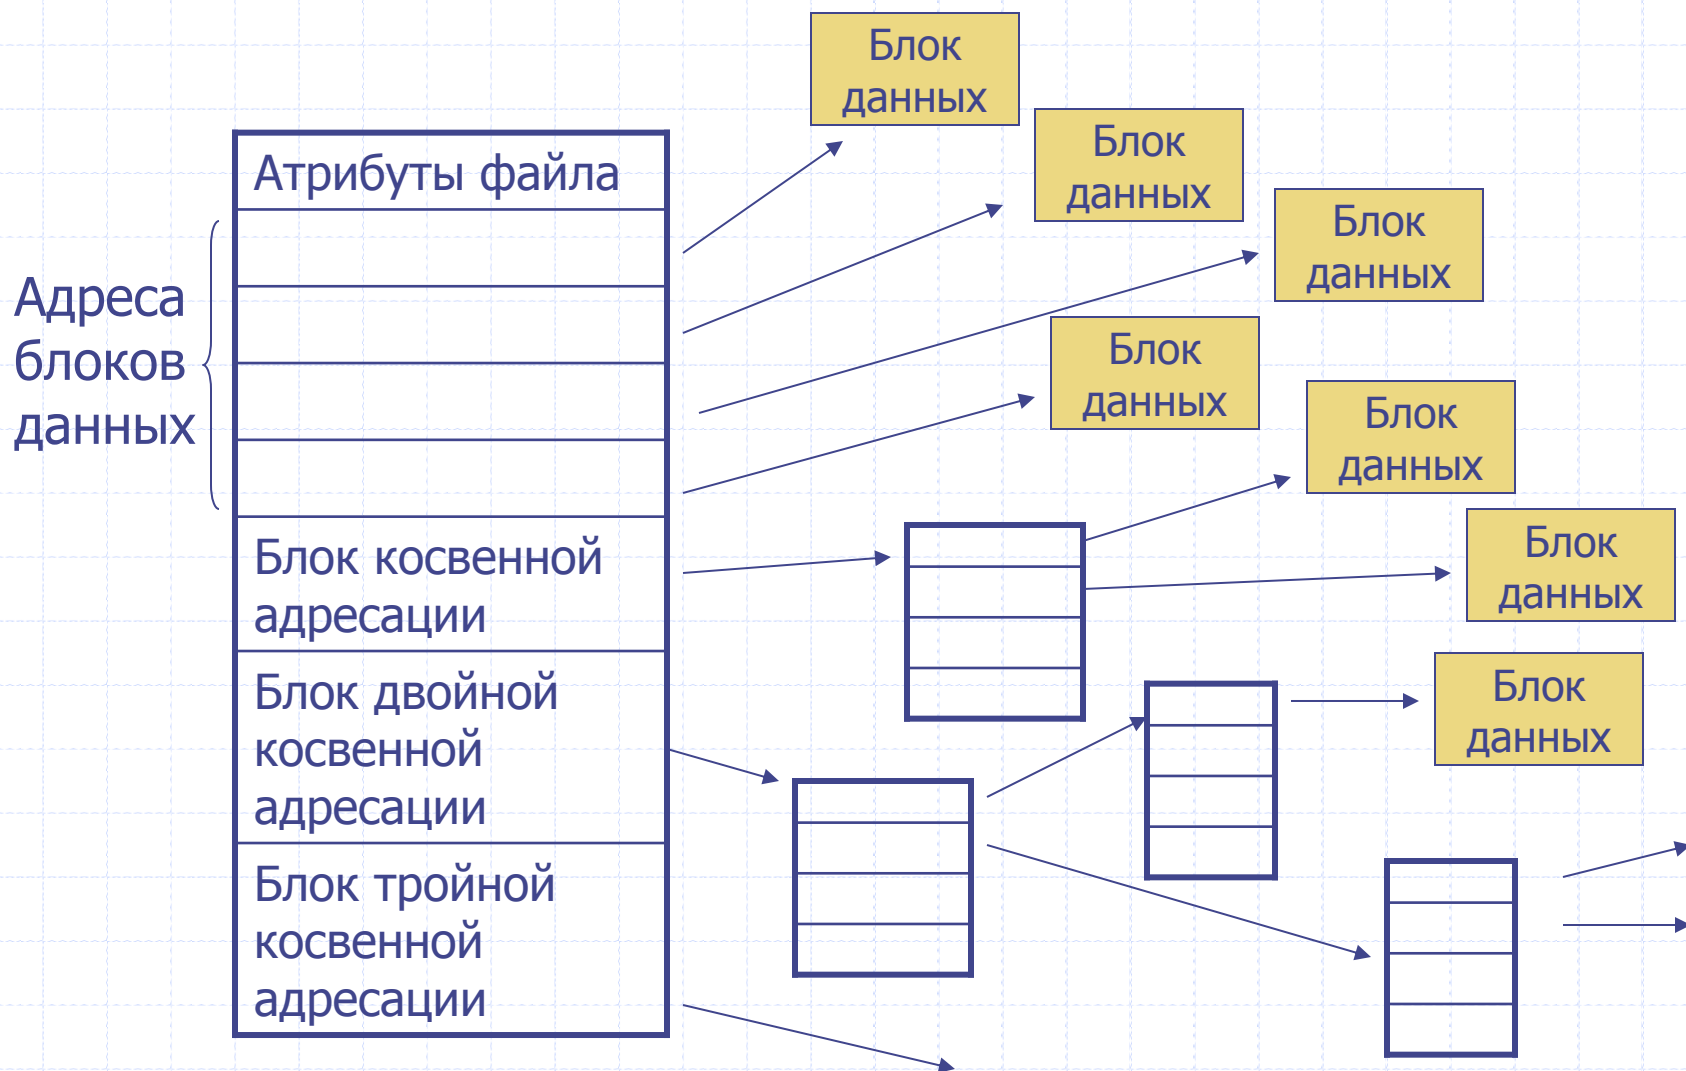 Блок
данных
Блок
данных
Атрибуты файла
Блок
данных
Адреса
блоков
данных
Блок
данных
Блок
данных
Блок
данных
Блок косвенной
адресации
Блок двойной
косвенной
адресации
Блок
данных
Блок тройной
косвенной
адресации